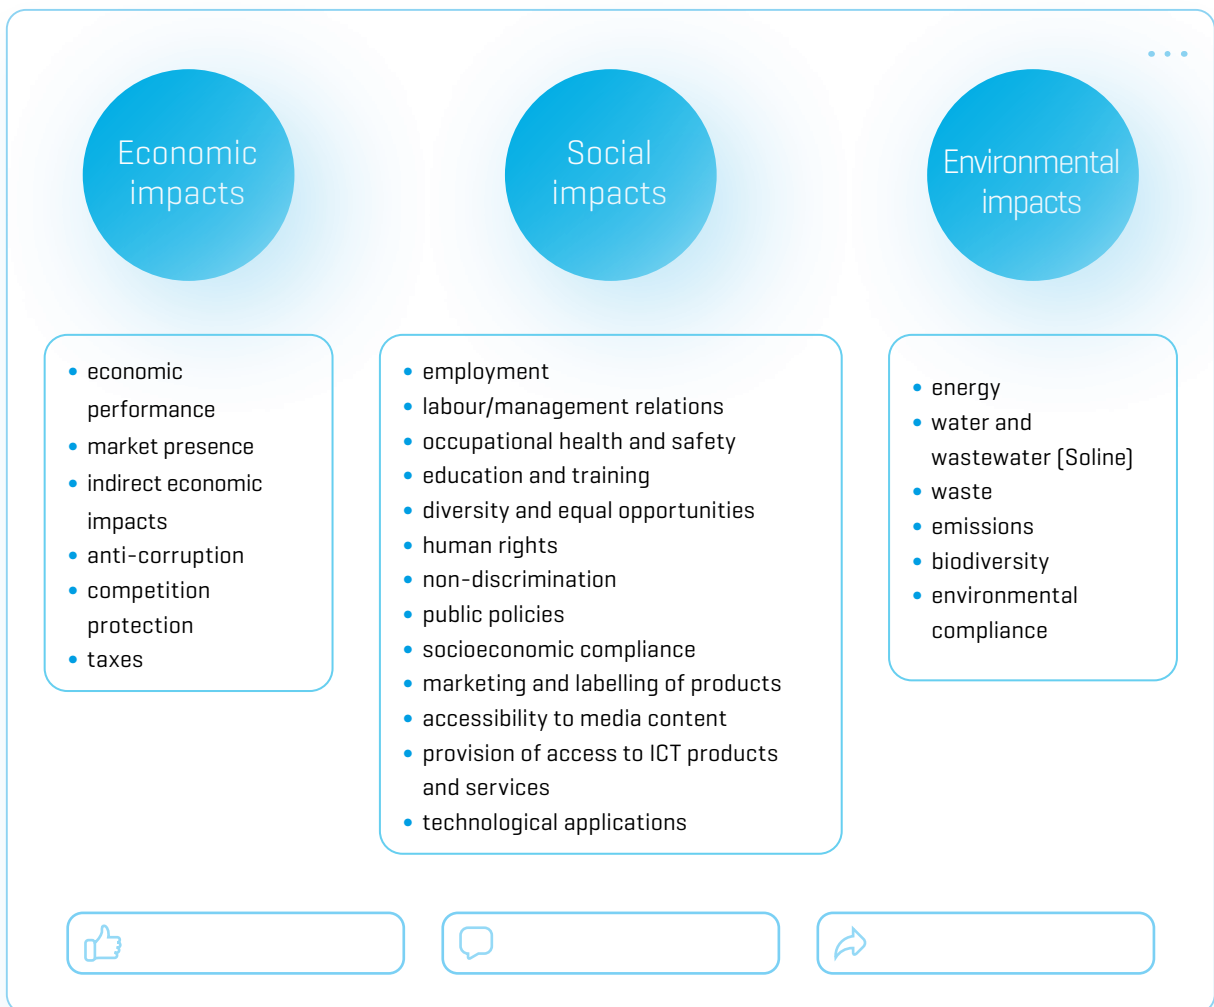 Economic
impacts
Social
impacts
Environmental
impacts
• economic
performance
• market presence
• indirect economic
impacts
• anti-corruption
• competition
protection
• taxes
• employment
• labour/management relations
• occupational health and safety
• education and training
• diversity and equal opportunities
• human rights
• non-discrimination
• public policies
• socioeconomic compliance
• marketing and labelling of products
• accessibility to media content
• provision of access to ICT products
and services
• technological applications
• energy
• water and
wastewater (Soline)
• waste
• emissions
• biodiversity
• environmental
compliance